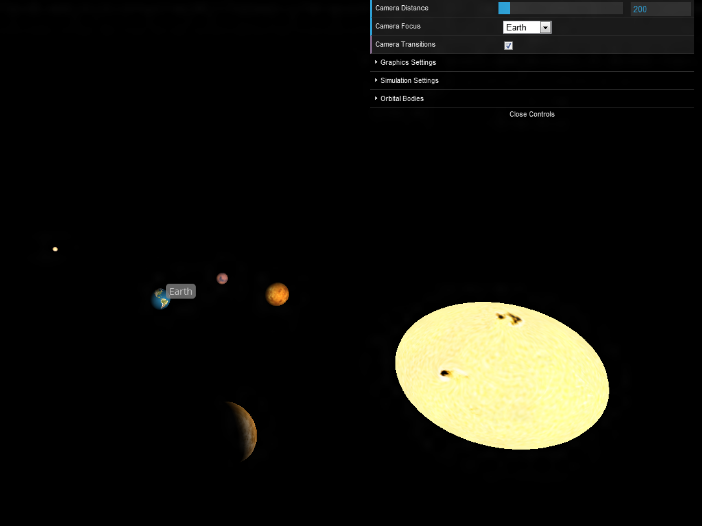 Camera Distance 200
Camera Focus Earth
Camera Transitions
Graphics Settings
Simulation Settings
Orbital Bodies
Close Controls
Earth